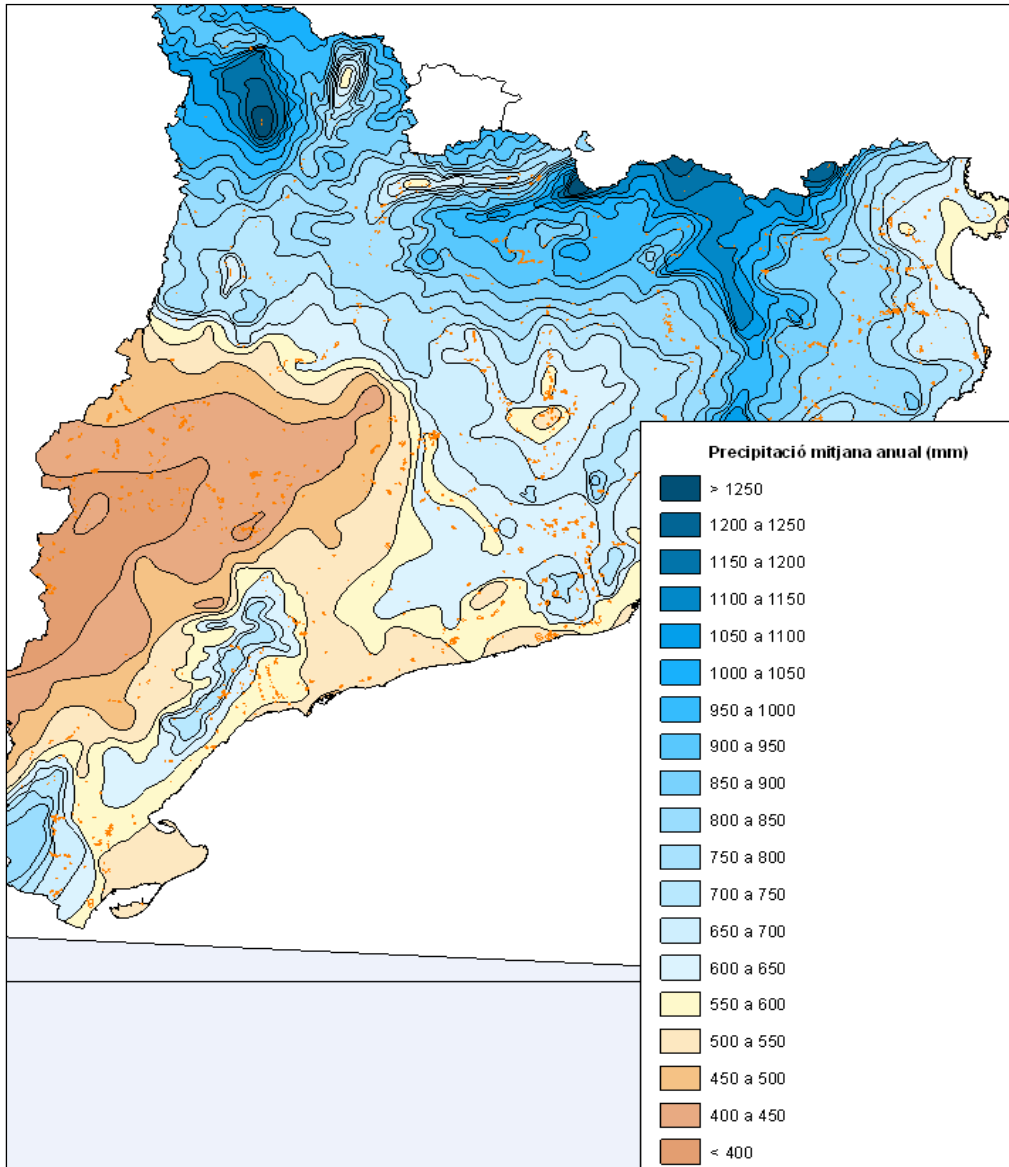 Precipitació mitjana anual (mm)
> 1250
1200 a 1250
1150 a 1200
1100 a 1150
1050 a 1100
1000 a 1050
950 a 1000
900 a 950
850 a 900
800 a 850
750 a 800
700 a 750
650 a 700
600 a 650
550 a 600
500 a 550
450 a 500
400 a 450
< 400